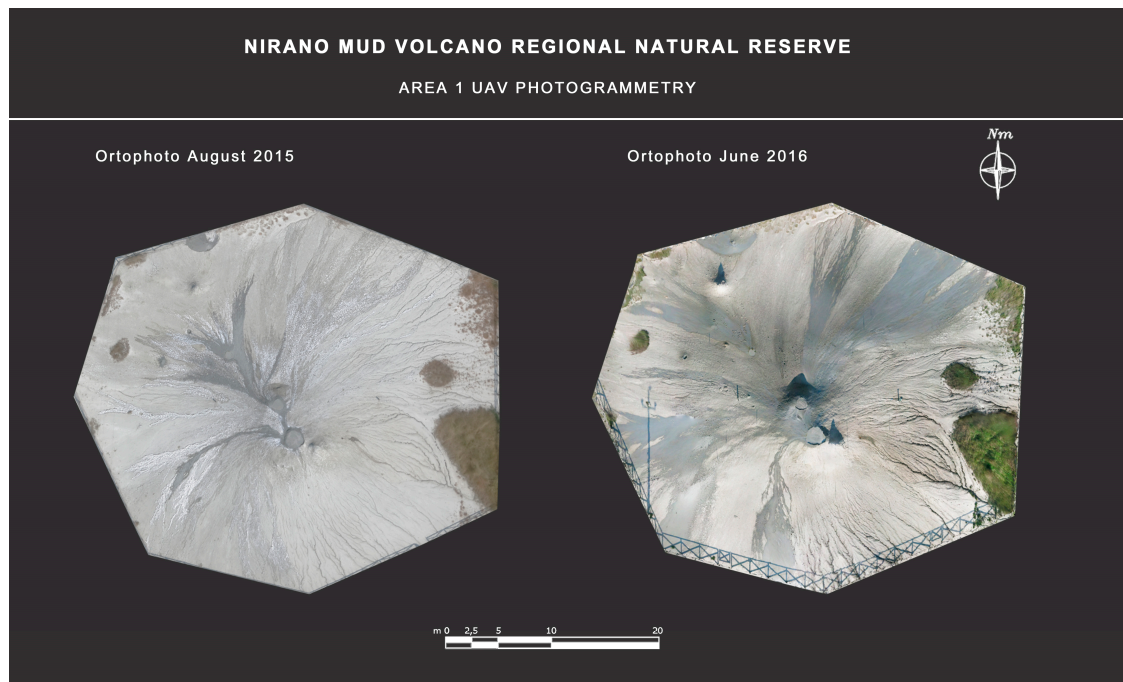 NIRANO MUD VOLCANO REGIONAL NATURAL RESERVE
AREA 1 UAV PHOTOGRAMMETRY
Ortophoto August 2015
Ortophoto June 2016
Nm
m 0 2,5 5 10 20